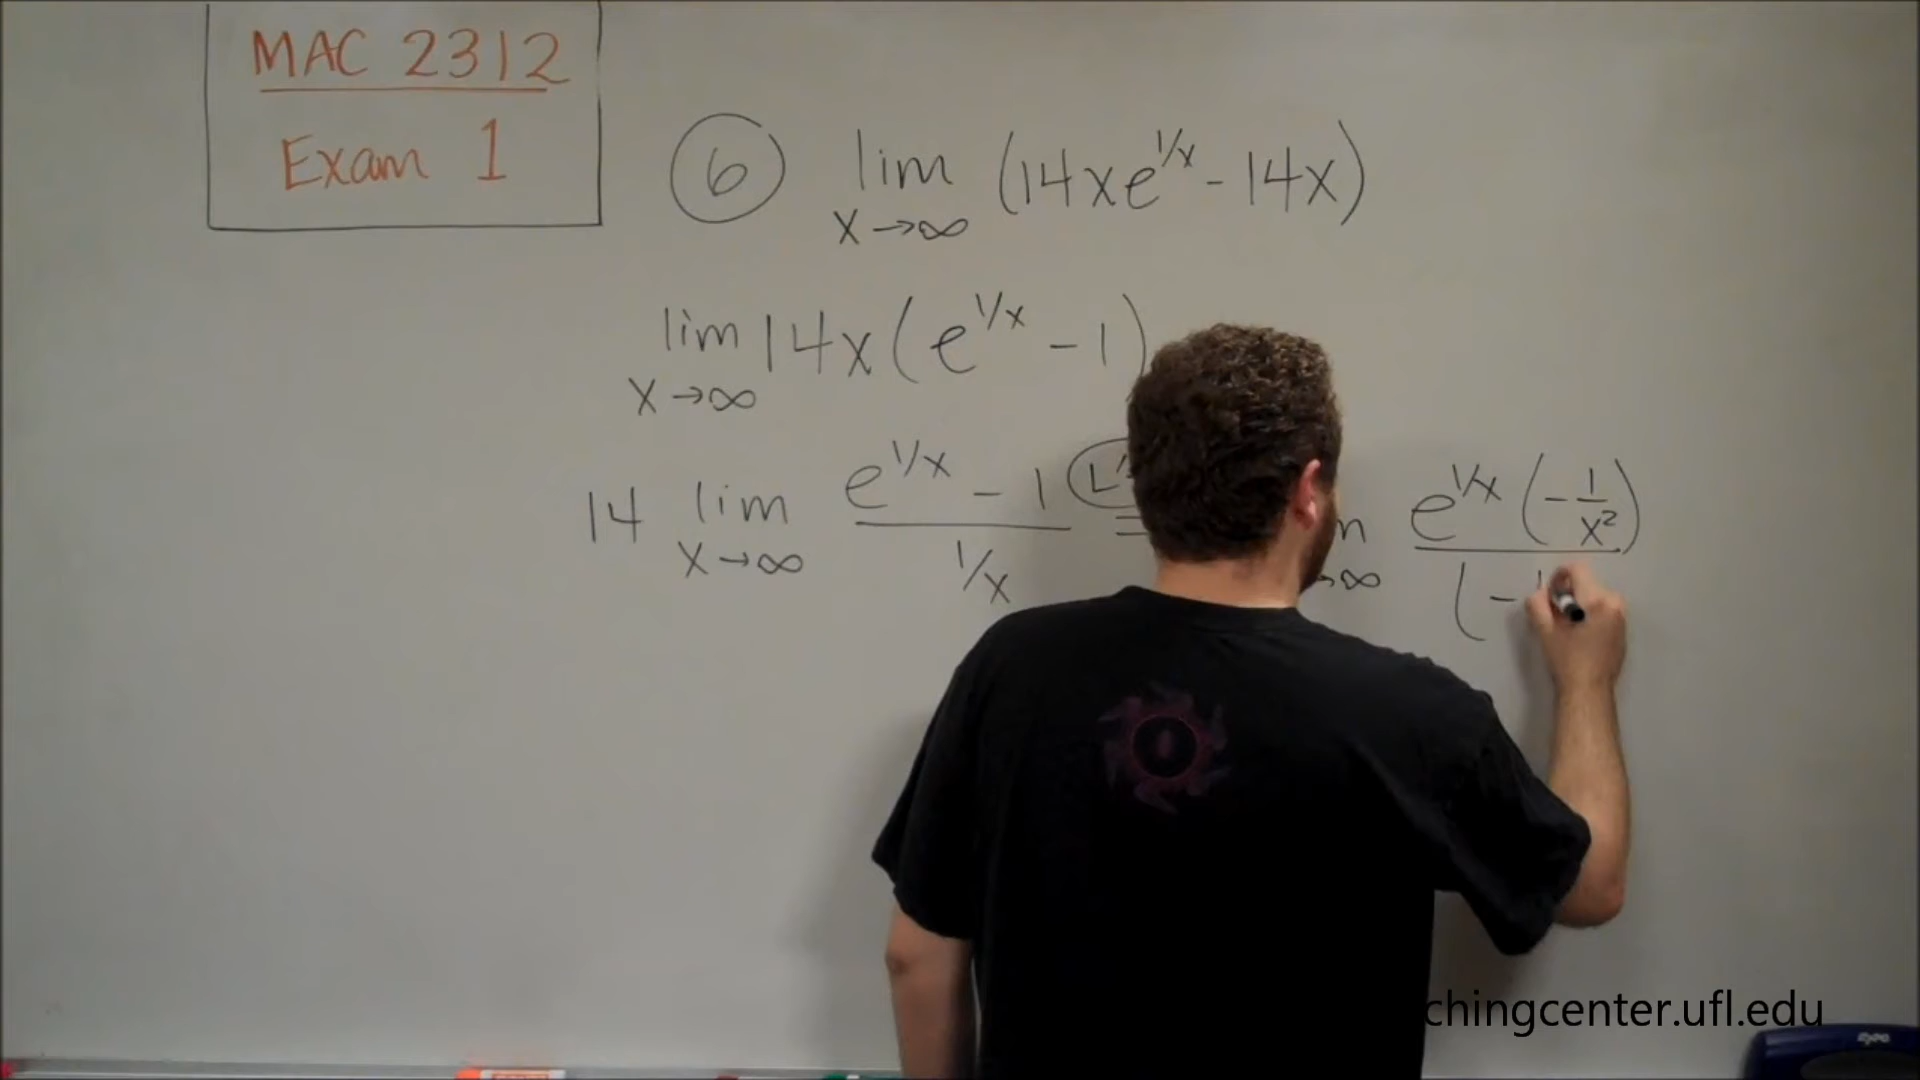 MAC 2312
Exam 1
6 lim (14xe^1/x - 14x)
x→∞
lim 14x(e^1/x - 1)
x→∞
14 lim e^1/x - 1 L' e^1/x (-1/x²)
x→∞ 1/x = →∞ (-
chingcenter.ufl.edu
expo